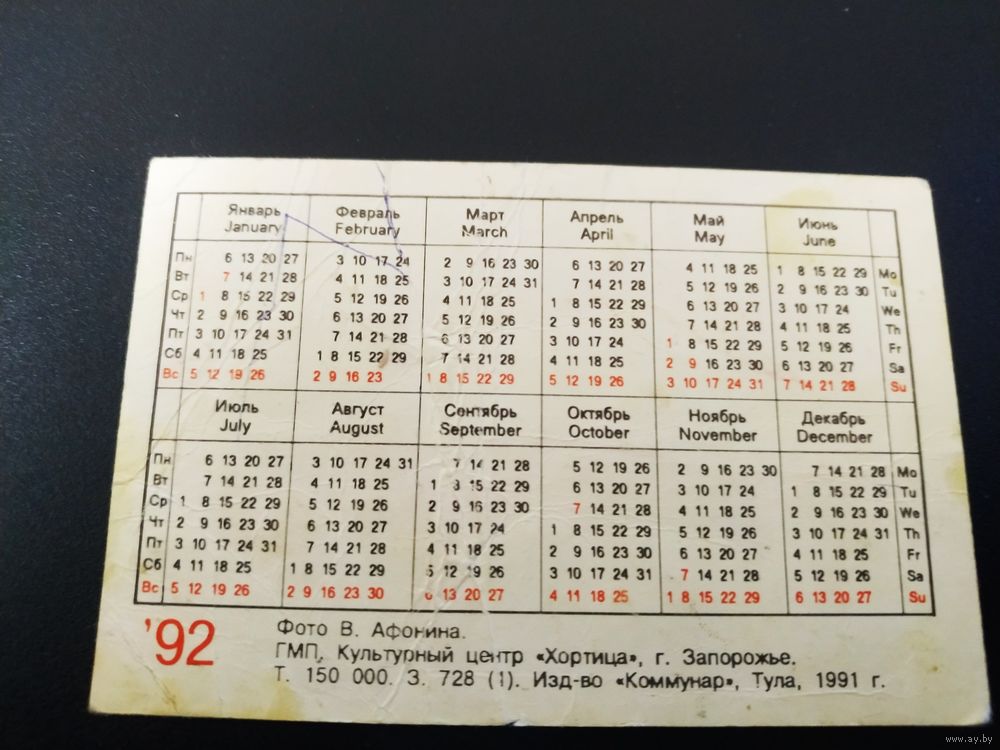 Январь Февраль Март Апрель Май Июнь
January February March April May June
Пн 6 13 20 27 3 10 17 24 2 9 16 23 30 6 13 20 27 4 11 18 25 1 8 15 22 29 Mo
Вт 7 14 21 28 4 11 18 25 3 10 17 24 31 7 14 21 28 5 12 19 26 2 9 16 23 30 Tu
Ср 1 8 15 22 29 5 12 19 26 4 11 18 25 1 8 15 22 29 6 13 20 27 3 10 17 24 We
Чт 2 9 16 23 30 6 13 20 27 5 12 19 26 2 9 16 23 30 7 14 21 28 4 11 18 25 Th
Пт 3 10 17 24 31 7 14 21 28 6 13 20 27 3 10 17 24 1 8 15 22 29 5 12 19 26 Fr
Сб 4 11 18 25 1 8 15 22 29 7 14 21 28 4 11 18 25 2 9 16 23 30 6 13 20 27 Sa
Вс 5 12 19 26 2 9 16 23 1 8 15 22 29 5 12 19 26 3 10 17 24 31 7 14 21 28 Su
Июль Август Сентябрь Октябрь Ноябрь Декабрь
July August September October November December
Пн 6 13 20 27 3 10 17 24 31 7 14 21 28 5 12 19 26 2 9 16 23 30 7 14 21 28 Mo
Вт 7 14 21 28 4 11 18 25 1 8 15 22 29 6 13 20 27 3 10 17 24 1 8 15 22 29 Tu
Ср 1 8 15 22 29 5 12 19 26 2 9 16 23 30 7 14 21 28 4 11 18 25 2 9 16 23 30 We
Чт 2 9 16 23 30 6 13 20 27 3 10 17 24 1 8 15 22 29 5 12 19 26 3 10 17 24 31 Th
Пт 3 10 17 24 31 7 14 21 28 4 11 18 25 2 9 16 23 30 6 13 20 27 4 11 18 25 Fr
Сб 4 11 18 25 1 8 15 22 29 5 12 19 26 3 10 17 24 31 7 14 21 28 5 12 19 26 Sa
Вс 5 12 19 26 2 9 16 23 30 6 13 20 27 4 11 18 25 1 8 15 22 29 6 13 20 27 Su
'92
Фото В. Афонина.
ГМП, Культурный центр «Хортица», г. Запорожье.
Т. 150 000. З. 728 (1). Изд-во «Коммунар», Тула, 1991 г.
www.ay.by